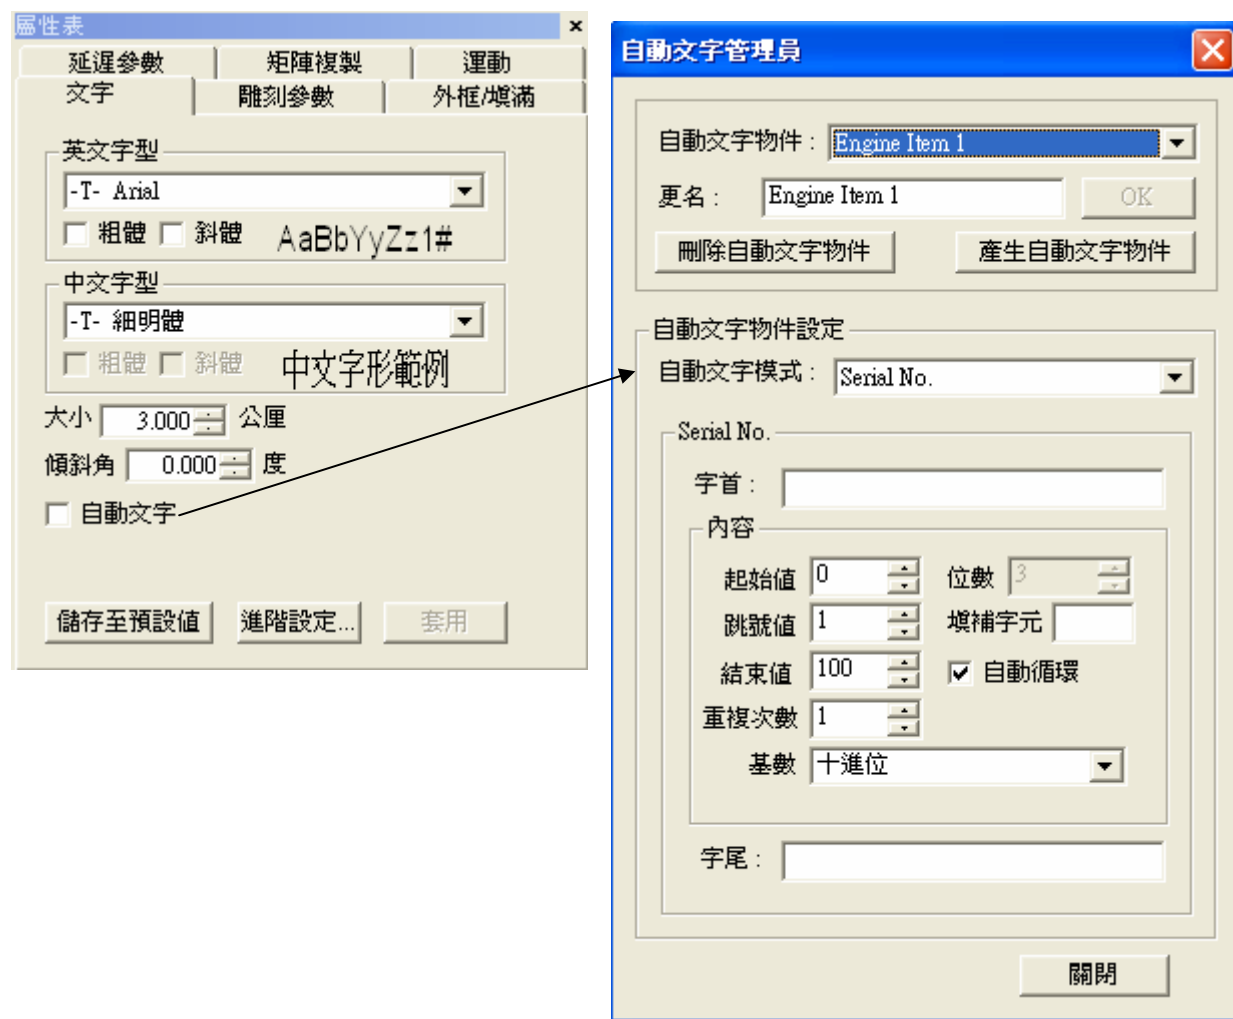 屬性表
延遲參數 矩陣複製 運動
文字 雕刻參數 外框/填滿
英文字型
-T- Arial
粗體 斜體 AaBbYyZz1#
中文字型
-T- 細明體
粗體 斜體 中文字形範例
大小 3.000 公厘
傾斜角 0.000 度
自動文字
儲存至預設值 進階設定... 套用
自動文字管理員
自動文字物件 : Engine Item 1
更名 : Engine Item 1 OK
刪除自動文字物件 產生自動文字物件
自動文字物件設定
自動文字模式 : Serial No.
Serial No.
字首 :
內容
起始值 0 位數 3
跳號值 1 填補字元
結束值 100 自動循環
重複次數 1
基數 十進位
字尾 :
關閉